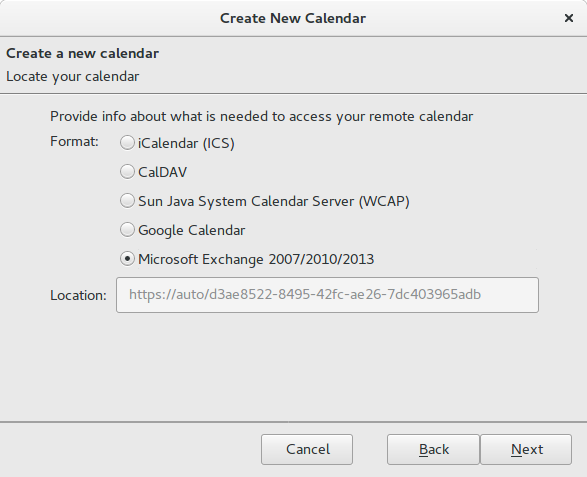 Create New Calendar
Create a new calendar
Locate your calendar
Provide info about what is needed to access your remote calendar
Format:
iCalendar (ICS)
CalDAV
Sun Java System Calendar Server (WCAP)
Google Calendar
Microsoft Exchange 2007/2010/2013
Location: https://auto/d3ae8522-8495-42fc-ae26-7dc403965adb
Cancel Back Next